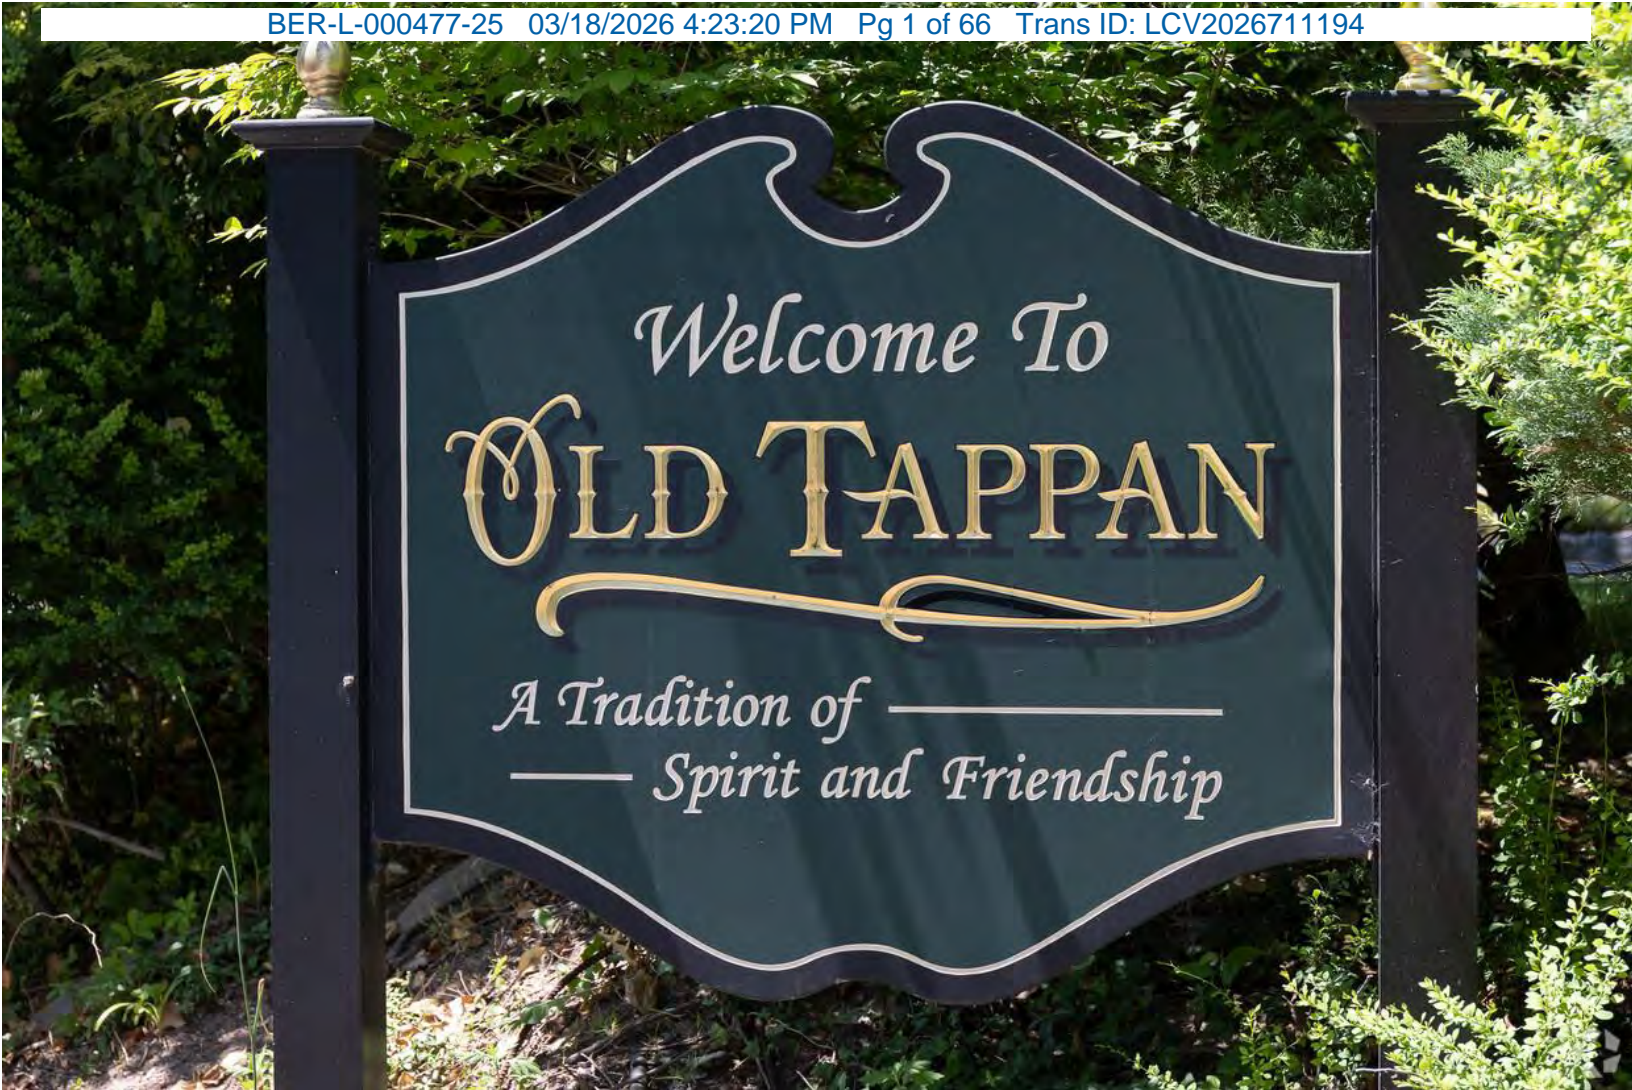 BER-L-000477-25 03/18/2026 4:23:20 PM Pg 1 of 66 Trans ID: LCV2026711194
Welcome To
OLD TAPPAN
A Tradition of
Spirit and Friendship